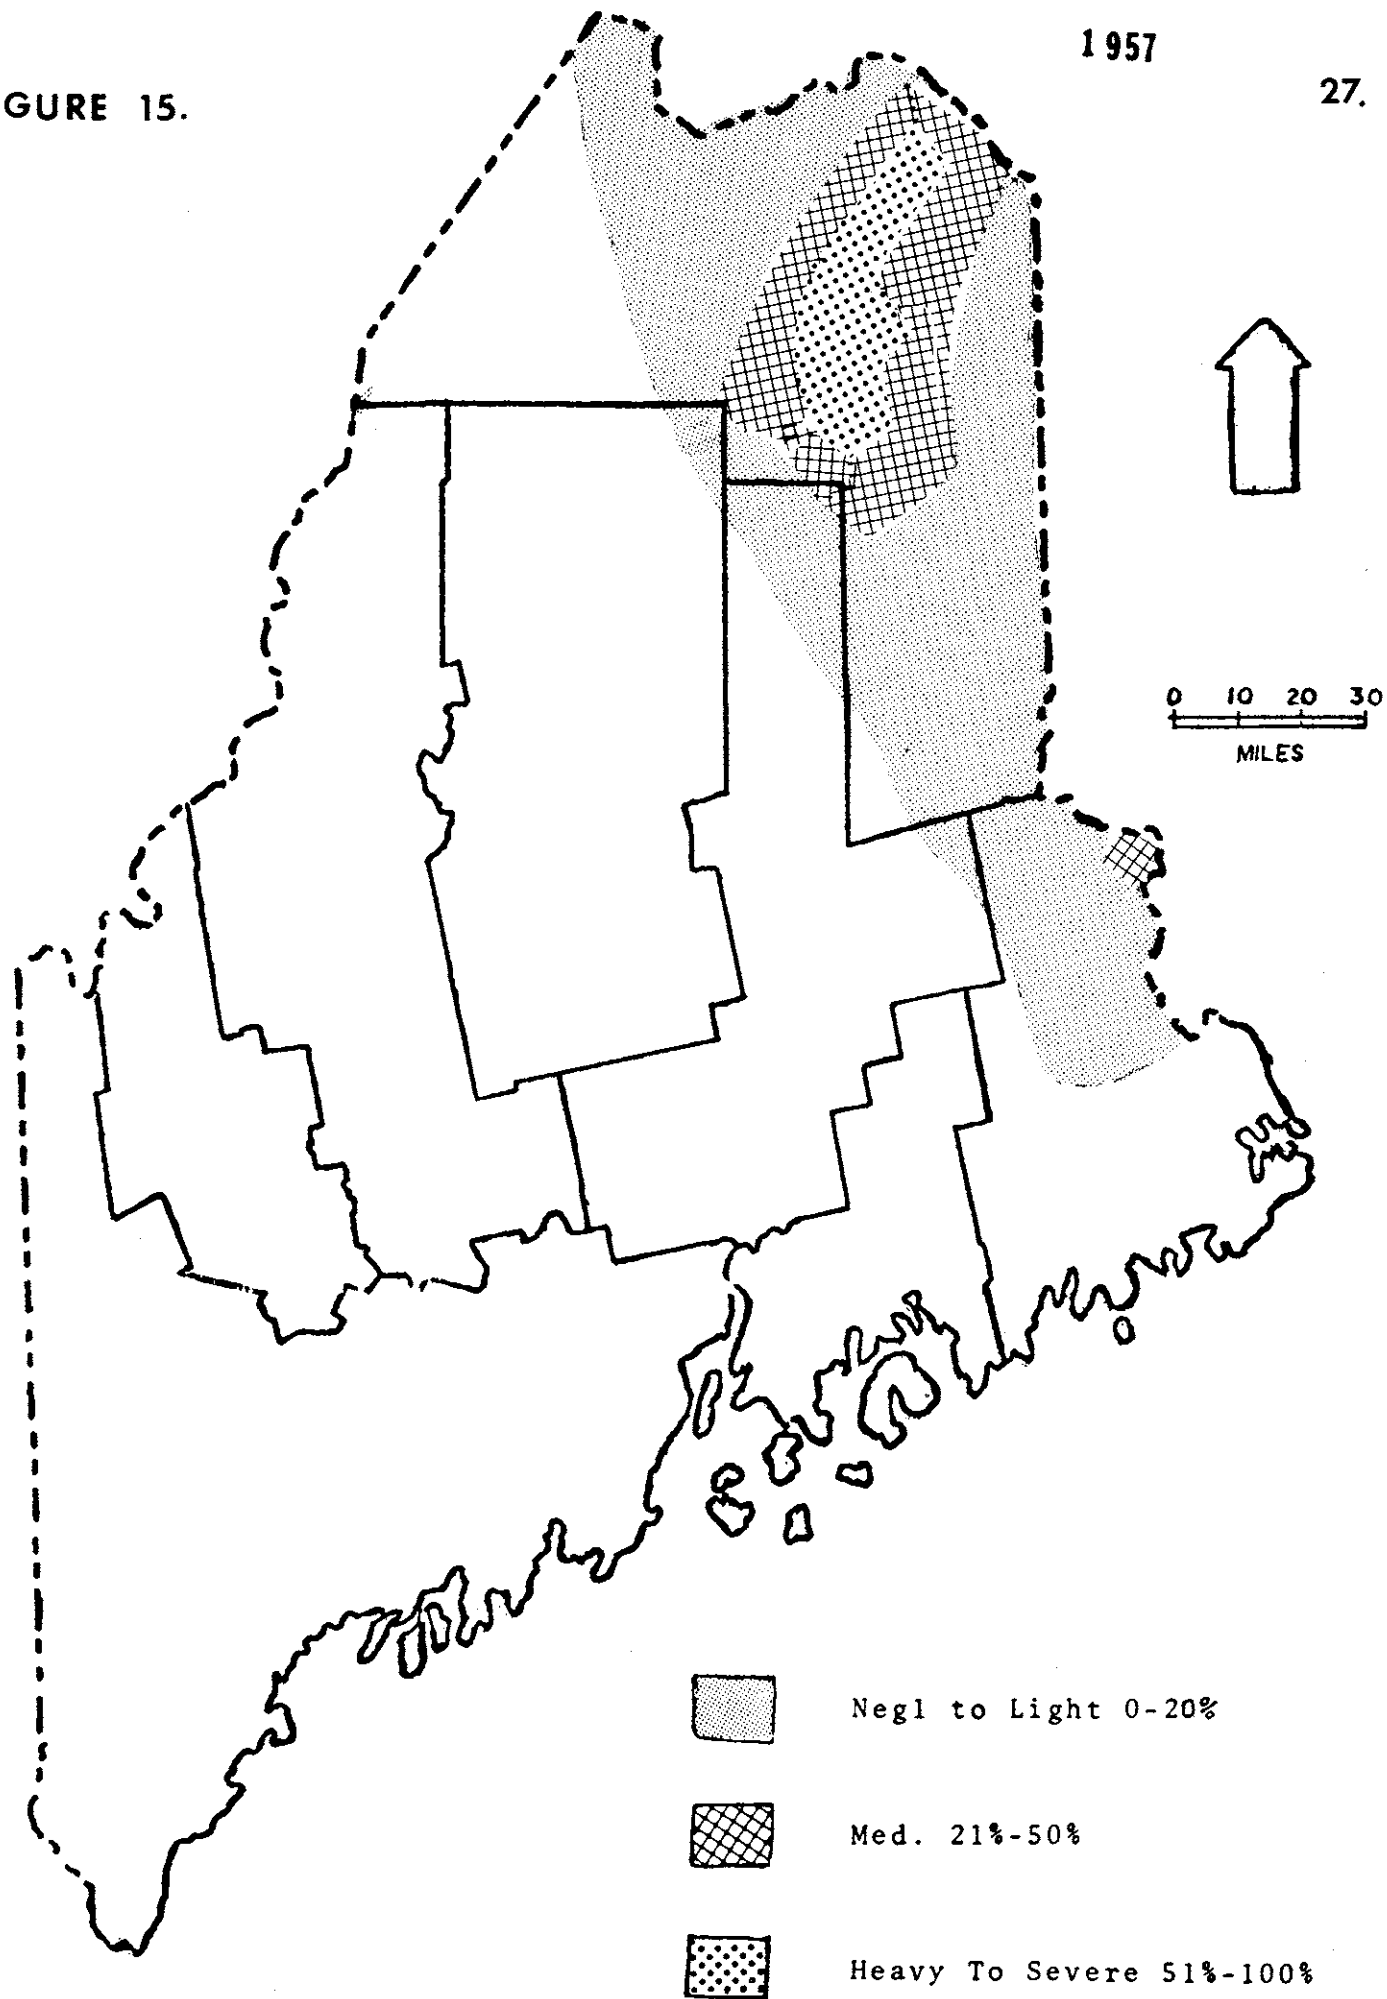 1957
GURE 15.
27.
0 10 20 30
MILES
Negl to Light 0-20%
Med. 21%-50%
Heavy To Severe 51%-100%